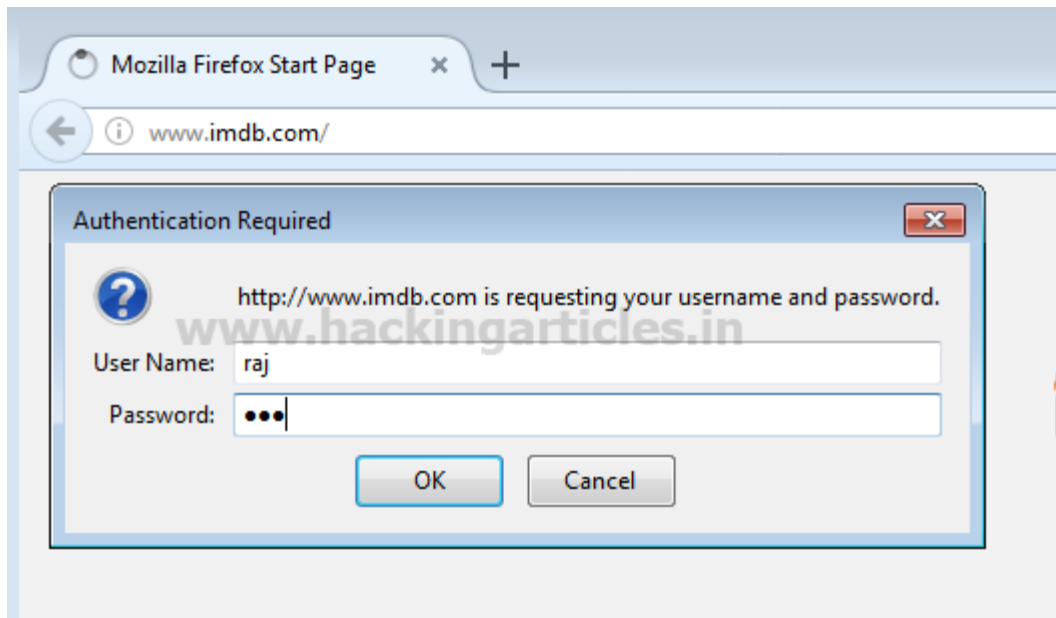 Mozilla Firefox Start Page
www.imdb.com/
Authentication Required
http://www.imdb.com is requesting your username and password.
www.hackingarticles.in
User Name: raj
Password: •••
OK Cancel